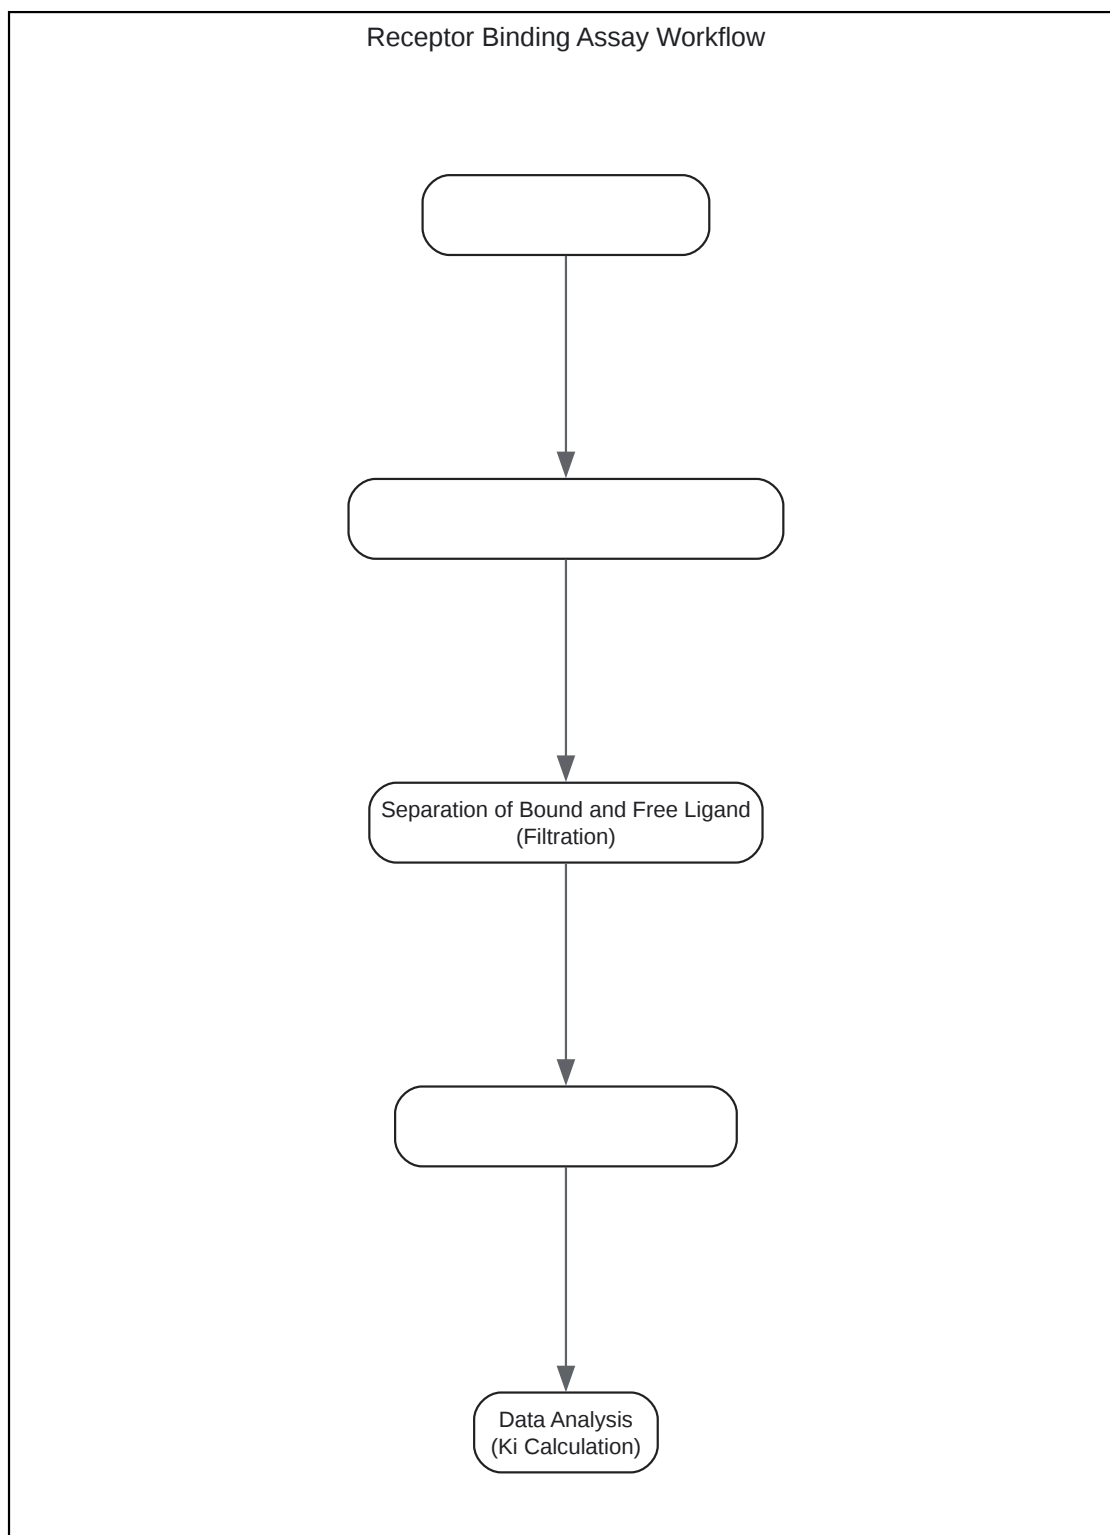 Receptor Binding Assay Workflow
Separation of Bound and Free Ligand
(Filtration)
Data Analysis
(Ki Calculation)